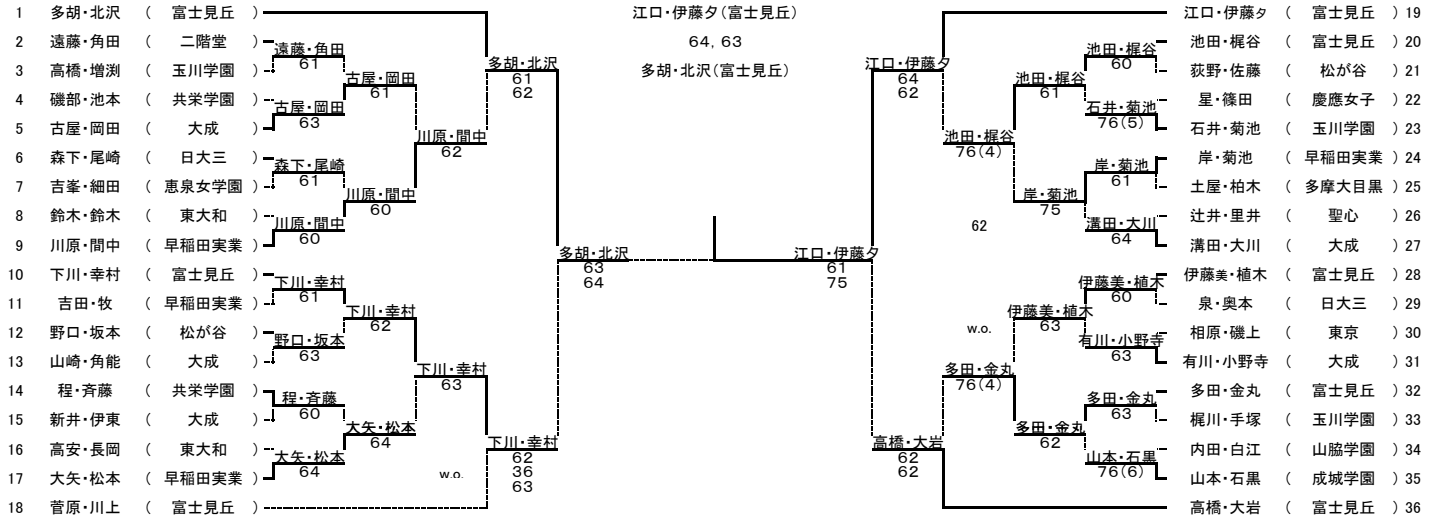 江口・伊藤夕(富士見丘)
64, 63
多胡・北沢(富士見丘)
1 多胡・北沢 ( 富士見丘 )
2 遠藤・角田 ( 二階堂 )
3 高橋・増渕 ( 玉川学園 )
4 磯部・池本 ( 共栄学園 )
5 古屋・岡田 ( 大成 )
6 森下・尾崎 ( 日大三 )
7 吉峯・細田 ( 恵泉女学園 )
8 鈴木・鈴木 ( 東大和 )
9 川原・間中 ( 早稲田実業 )
10 下川・幸村 ( 富士見丘 )
11 吉田・牧 ( 早稲田実業 )
12 野口・坂本 ( 松が谷 )
13 山崎・角能 ( 大成 )
14 程・斉藤 ( 共栄学園 )
15 新井・伊東 ( 大成 )
16 高安・長岡 ( 東大和 )
17 大矢・松本 ( 早稲田実業 )
18 菅原・川上 ( 富士見丘 )
遠藤・角田
61
古屋・岡田
63
森下・尾崎
61
川原・間中
60
下川・幸村
61
野口・坂本
63
程・斉藤
60
大矢・松本
64
古屋・岡田
61
川原・間中
60
下川・幸村
62
大矢・松本
64
川原・間中
62
下川・幸村
63
w.o.
多胡・北沢
61
62
下川・幸村
62
36
63
多胡・北沢
63
64
江口・伊藤夕
61
75
江口・伊藤夕
64
62
高橋・大岩
62
62
池田・梶谷
76(4)
多田・金丸
76(4)
62
w.o.
池田・梶谷
61
岸・菊池
75
伊藤美・植木
63
多田・金丸
62
池田・梶谷
60
石井・菊池
76(5)
岸・菊池
61
溝田・大川
64
伊藤美・植木
60
有川・小野寺
63
多田・金丸
63
山本・石黒
76(6)
江口・伊藤夕 ( 富士見丘 ) 19
池田・梶谷 ( 富士見丘 ) 20
荻野・佐藤 ( 松が谷 ) 21
星・篠田 ( 慶應女子 ) 22
石井・菊池 ( 玉川学園 ) 23
岸・菊池 ( 早稲田実業 ) 24
土屋・柏木 ( 多摩大目黒 ) 25
辻井・里井 ( 聖心 ) 26
溝田・大川 ( 大成 ) 27
伊藤美・植木 ( 富士見丘 ) 28
泉・奥本 ( 日大三 ) 29
相原・磯上 ( 東京 ) 30
有川・小野寺 ( 大成 ) 31
多田・金丸 ( 富士見丘 ) 32
梶川・手塚 ( 玉川学園 ) 33
内田・白江 ( 山脇学園 ) 34
山本・石黒 ( 成城学園 ) 35
高橋・大岩 ( 富士見丘 ) 36